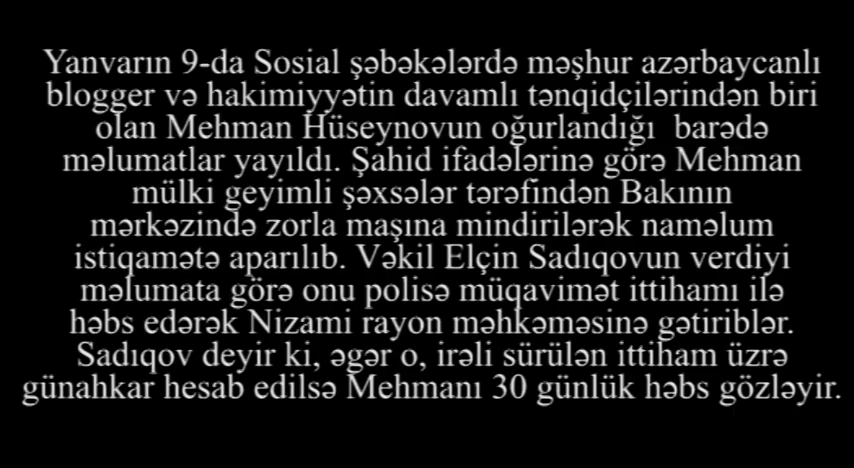 Yanvarın 9-da Sosial şəbəkələrdə məşhur azərbaycanlı
blogger və hakimiyyətin davamlı tənqidçilərindən biri
olan Mehman Hüseynovun oğurlandığı barədə
məlumatlar yayıldı. Şahid ifadələrinə görə Mehman
mülki geyimli şəxsələr tərəfindən Bakının
mərkəzində zorla maşına mindirilərək naməlum
istiqamətə aparılıb. Vəkil Elçin Sadıqovun verdiyi
məlumata görə onu polisə müqavimət ittihamı ilə
həbs edərək Nizami rayon məhkəməsinə gətiriblər.
Sadıqov deyir ki, əgər o, irəli sürülən ittiham üzrə
günahkar hesab edilsə Mehmanı 30 günlük həbs gözləyir.